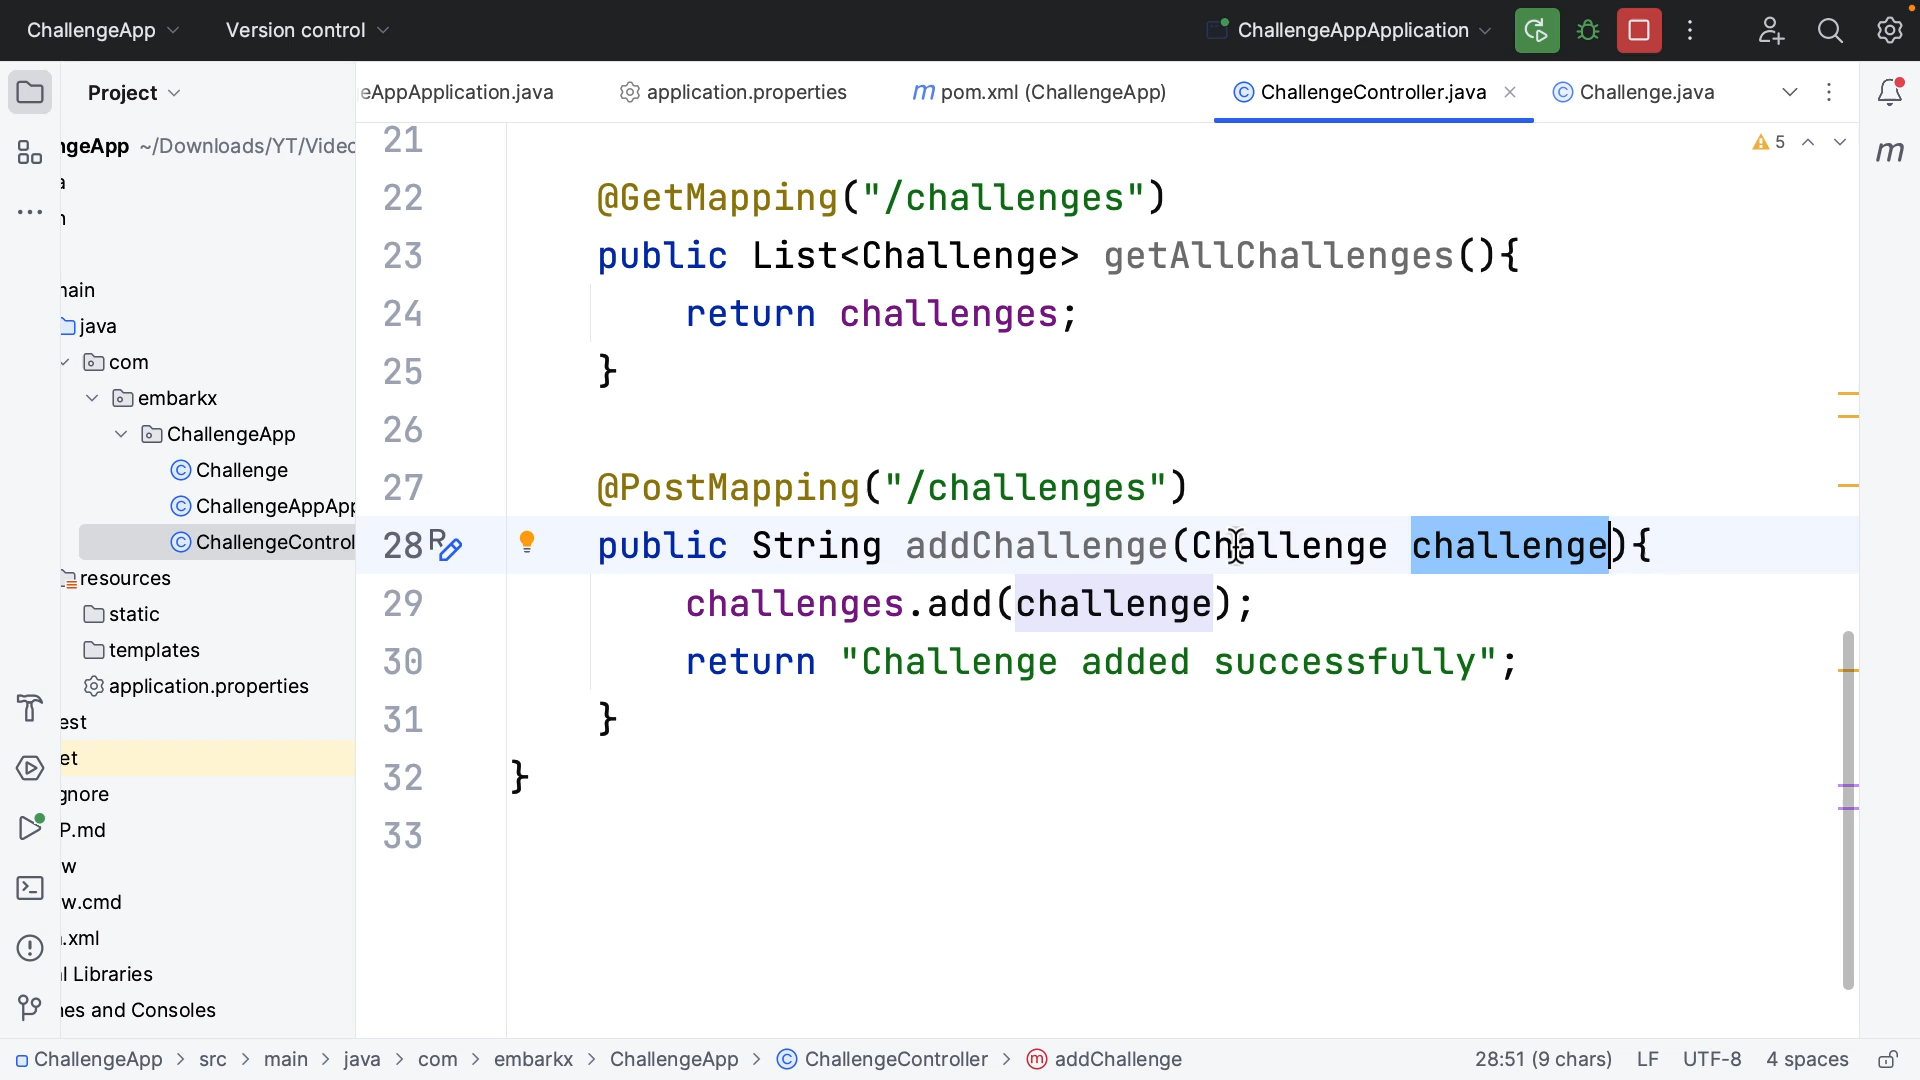 ChallengeApp
Version control
ChallengeAppApplication
Project
eAppApplication.java
application.properties
m pom.xml (ChallengeApp)
ChallengeController.java
Challenge.java
ngeApp ~/Downloads/YT/Videc
5
m
java
com
embarkx
ChallengeApp
Challenge
ChallengeAppApp
ChallengeControl
resources
static
templates
application.properties
est
et
gnore
P.md
w
w.cmd
.xml
l Libraries
nes and Consoles
21
22 @GetMapping("/challenges")
23 public List<Challenge> getAllChallenges(){
24 return challenges;
25 }
26
27 @PostMapping("/challenges")
28 public String addChallenge(Challenge challenge){
29 challenges.add(challenge);
30 return "Challenge added successfully";
31 }
32 }
33
ChallengeApp > src > main > java > com > embarkx > ChallengeApp > ChallengeController > addChallenge
28:51 (9 chars) LF UTF-8 4 spaces